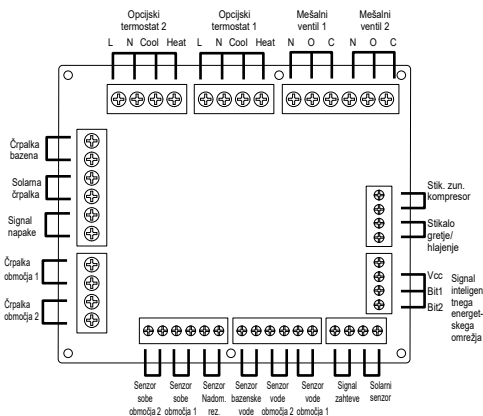 Opcijski
termostat 2
Opcijski
termostat 1
Mešalni
ventil 1
Mešalni
ventil 2
L N Cool Heat
L N Cool Heat
N O C
N O C
Črpalka
bazena
Solarna
črpalka
Signal
napake
Črpalka
območja 1
Črpalka
območja 2
Stik. zun.
kompresor
Stikalo
gretje/
hlajenje
Vcc
Bit1
Bit2
Signal
inteligen
tnega
energet-
skega
omrežja
Senzor
sobe
območja 2
Senzor
sobe
območja 1
Senzor
Nadom.
rez.
Senzor
bazenske
vode
Senzor
vode
območja 2
Senzor
vode
območja 1
Signal
zahteve
Solarni
senzor